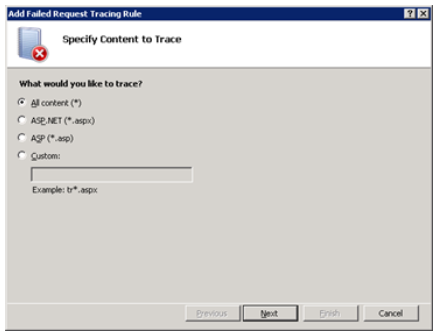 Add Failed Request Tracing Rule
Specify Content to Trace
What would you like to trace?
All content (*)
ASP.NET (*.aspx)
ASP (*.asp)
Custom:
Example: tr*.aspx
Previous
Next
Finish
Cancel